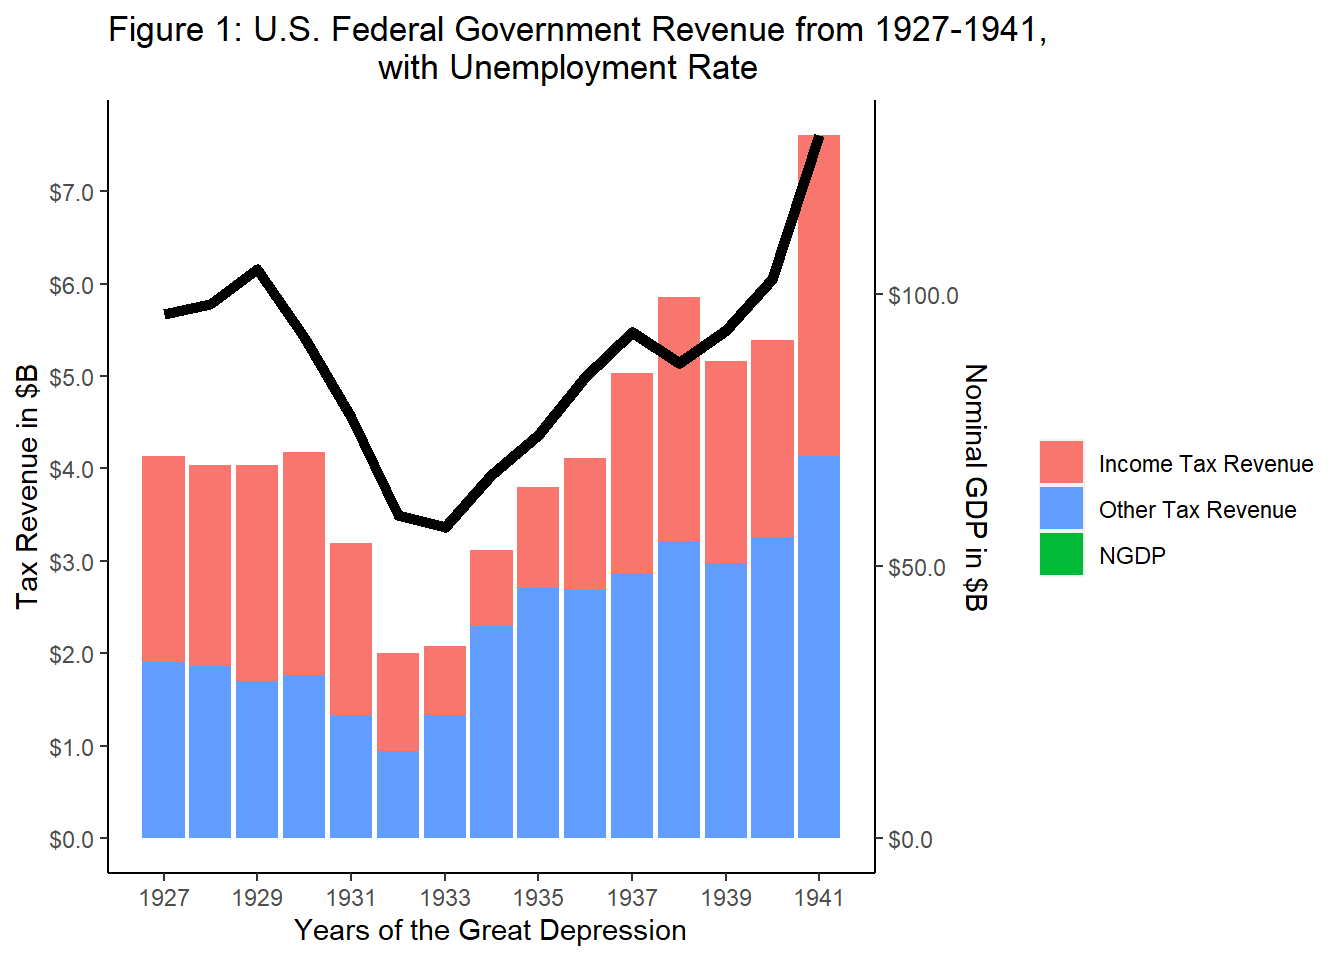 Figure 1: U.S. Federal Government Revenue from 1927-1941,
with Unemployment Rate
Tax Revenue in $B
$7.0
$6.0
$5.0
$4.0
$3.0
$2.0
$1.0
$0.0
1927 1929 1931 1933 1935 1937 1939 1941
Years of the Great Depression
$100.0
$50.0
$0.0
Nominal GDP in $B
Income Tax Revenue
Other Tax Revenue
NGDP